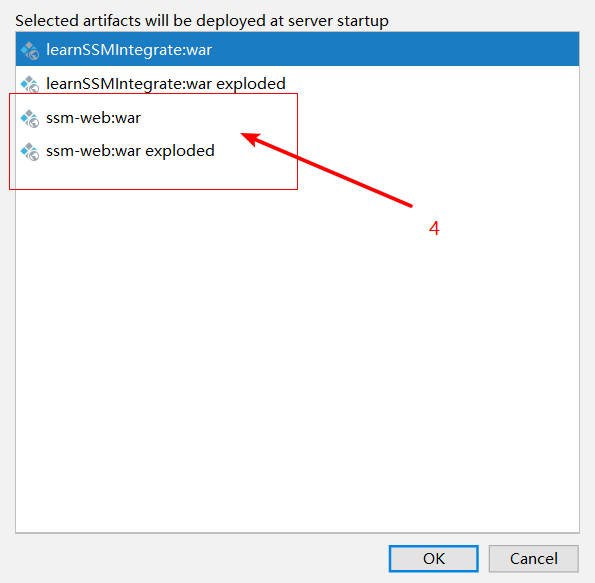 Selected artifacts will be deployed at server startup
learnSSMIntegrate:war
learnSSMIntegrate:war exploded
ssm-web:war
ssm-web:war exploded
4
OK
Cancel